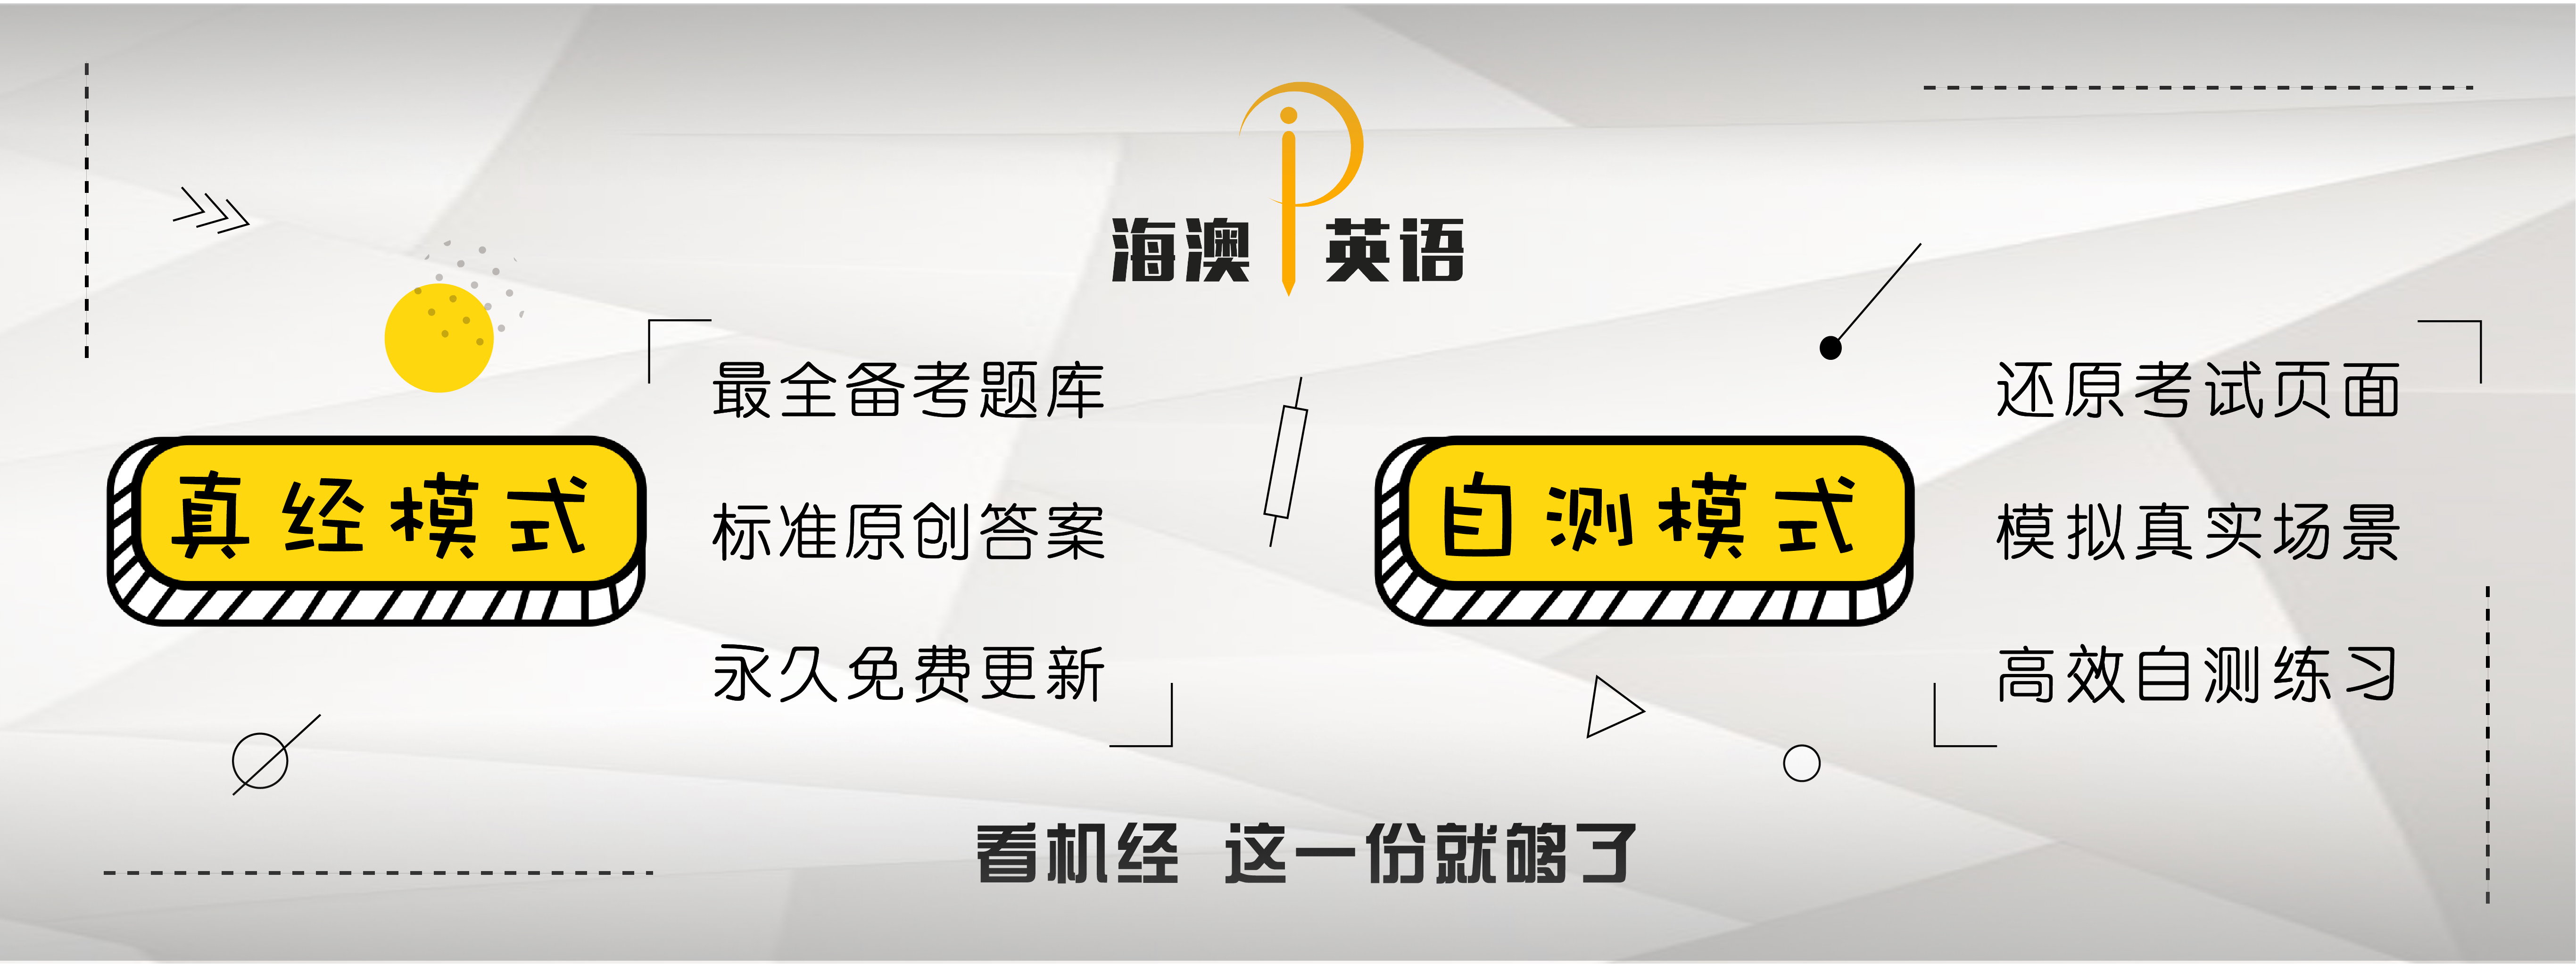 海澳英语
真经模式
最全备考题库
标准原创答案
永久免费更新
自测模式
还原考试页面
模拟真实场景
高效自测练习
看机经 这一份就够了